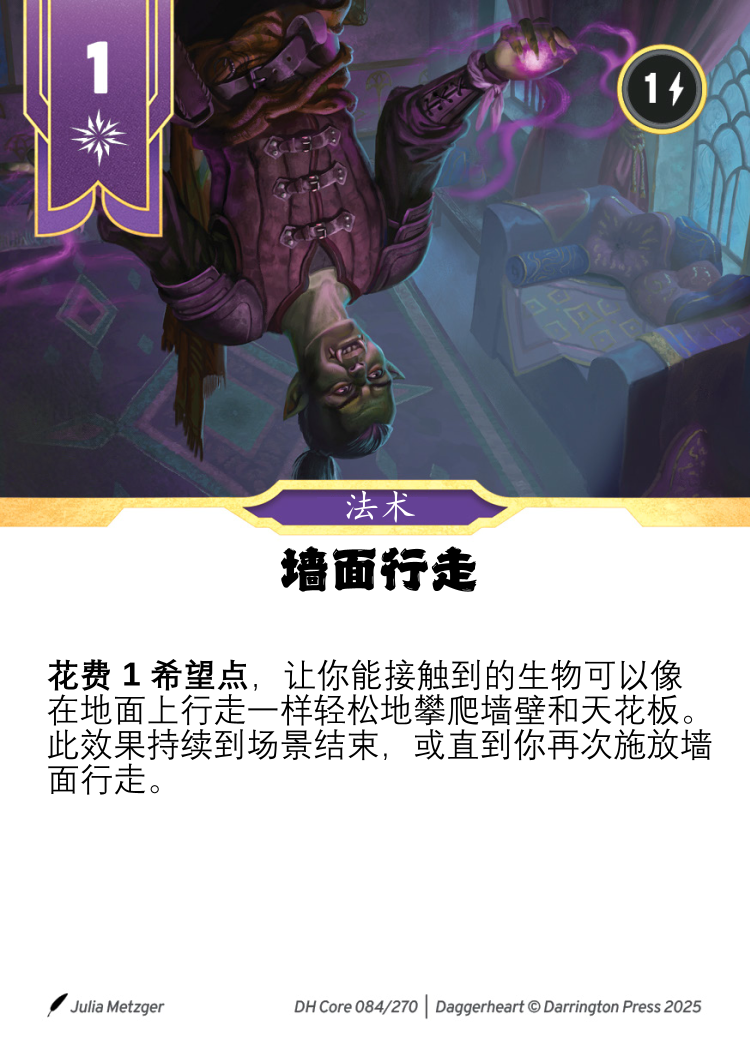 1
1
法术
墙面行走
花费 1 希望点，让你能接触到的生物可以像
在地面上行走一样轻松地攀爬墙壁和天花板。
此效果持续到场景结束，或直到你再次施放墙
面行走。
Julia Metzger
DH Core 084/270 | Daggerheart © Darrington Press 2025